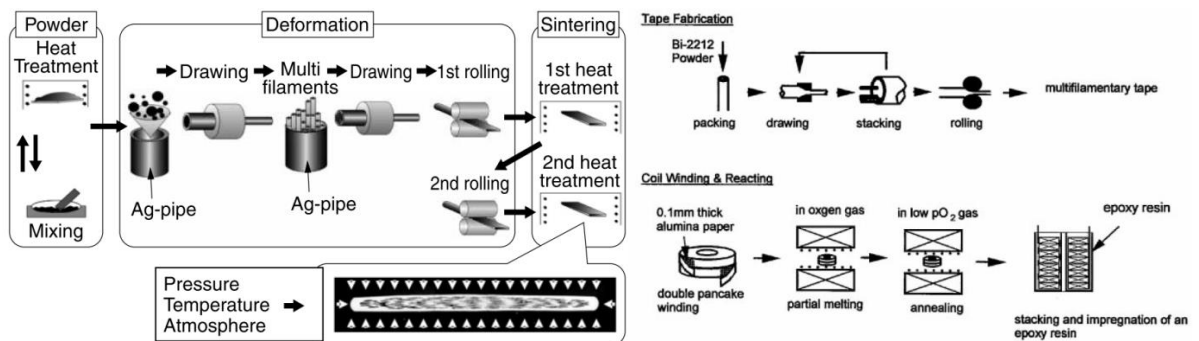 Powder
Heat
Treatment
Mixing
Deformation
Drawing
Multi
filaments
Drawing
1st rolling
Ag-pipe
Ag-pipe
2nd rolling
Sintering
1st heat
treatment
2nd heat
treatment
Pressure
Temperature
Atmosphere
Tape Fabrication
Bi-2212
Powder
packing
drawing
stacking
rolling
multifilamentary tape
Coil Winding & Reacting
0.1mm thick
alumina paper
double pancake
winding
in oxgen gas
partial melting
in low pO2 gas
annealing
epoxy resin
stacking and impregnation of an
epoxy resin